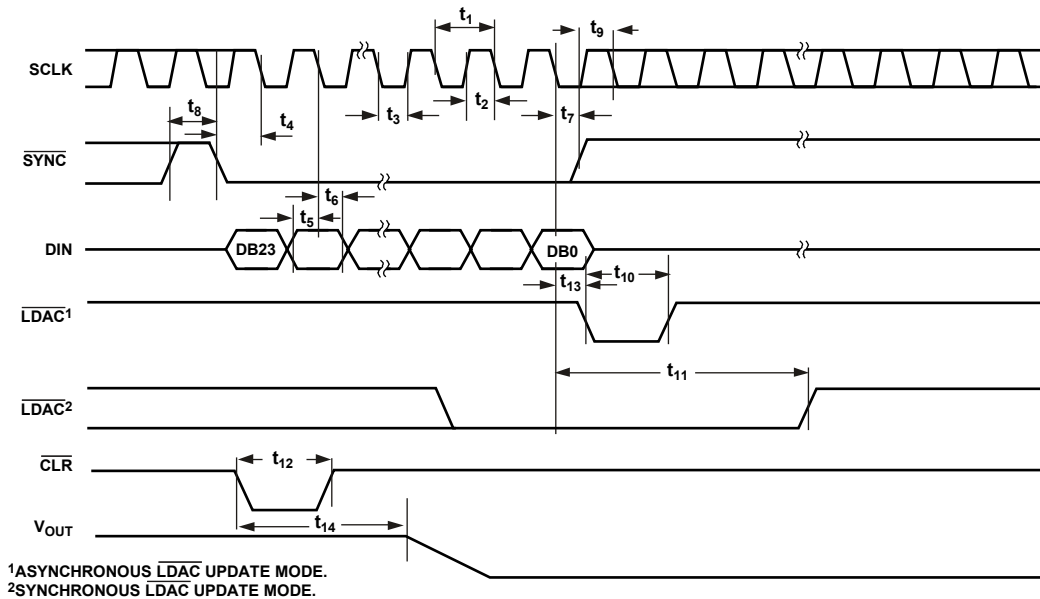 t1
t9
SCLK
t8
t4
t3
t2
t7
SYNC
t6
t5
DIN
DB23
DB0
t13
t10
LDAC1
t11
LDAC2
CLR
t12
t14
VOUT
1ASYNCHRONOUS LDAC UPDATE MODE.
2SYNCHRONOUS LDAC UPDATE MODE.